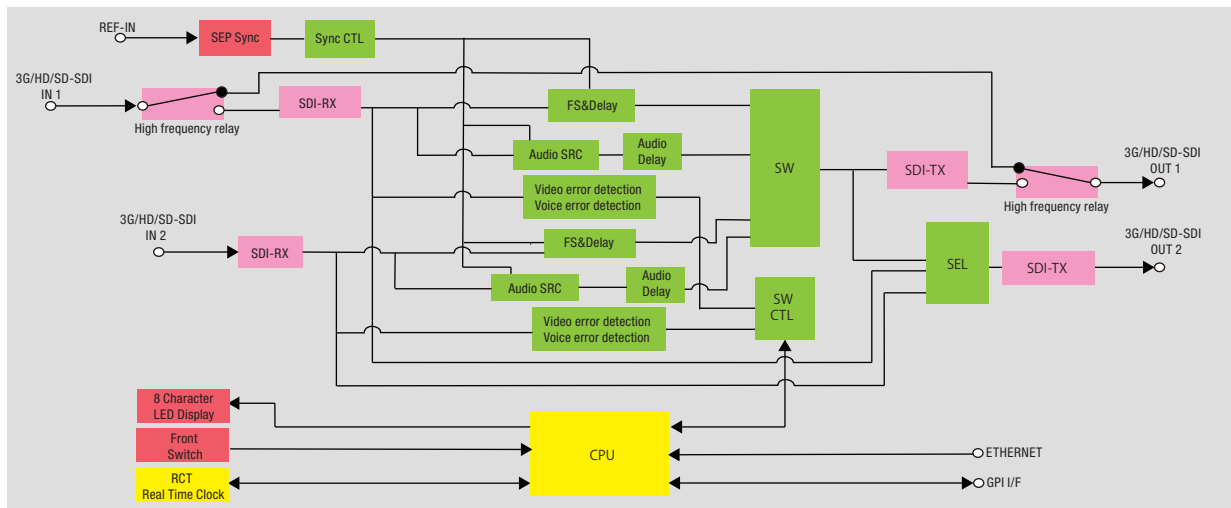 REF-IN
SEP Sync
Sync CTL
3G/HD/SD-SDI
IN 1
SDI-RX
High frequency relay
FS&Delay
Audio SRC
Audio
Delay
SW
SDI-TX
3G/HD/SD-SDI
OUT 1
High frequency relay
Video error detection
Voice error detection
3G/HD/SD-SDI
IN 2
SDI-RX
FS&Delay
Audio SRC
Audio
Delay
SW
CTL
SEL
SDI-TX
3G/HD/SD-SDI
OUT 2
Video error detection
Voice error detection
8 Character
LED Display
Front
Switch
RCT
Real Time Clock
CPU
ETHERNET
GPI I/F